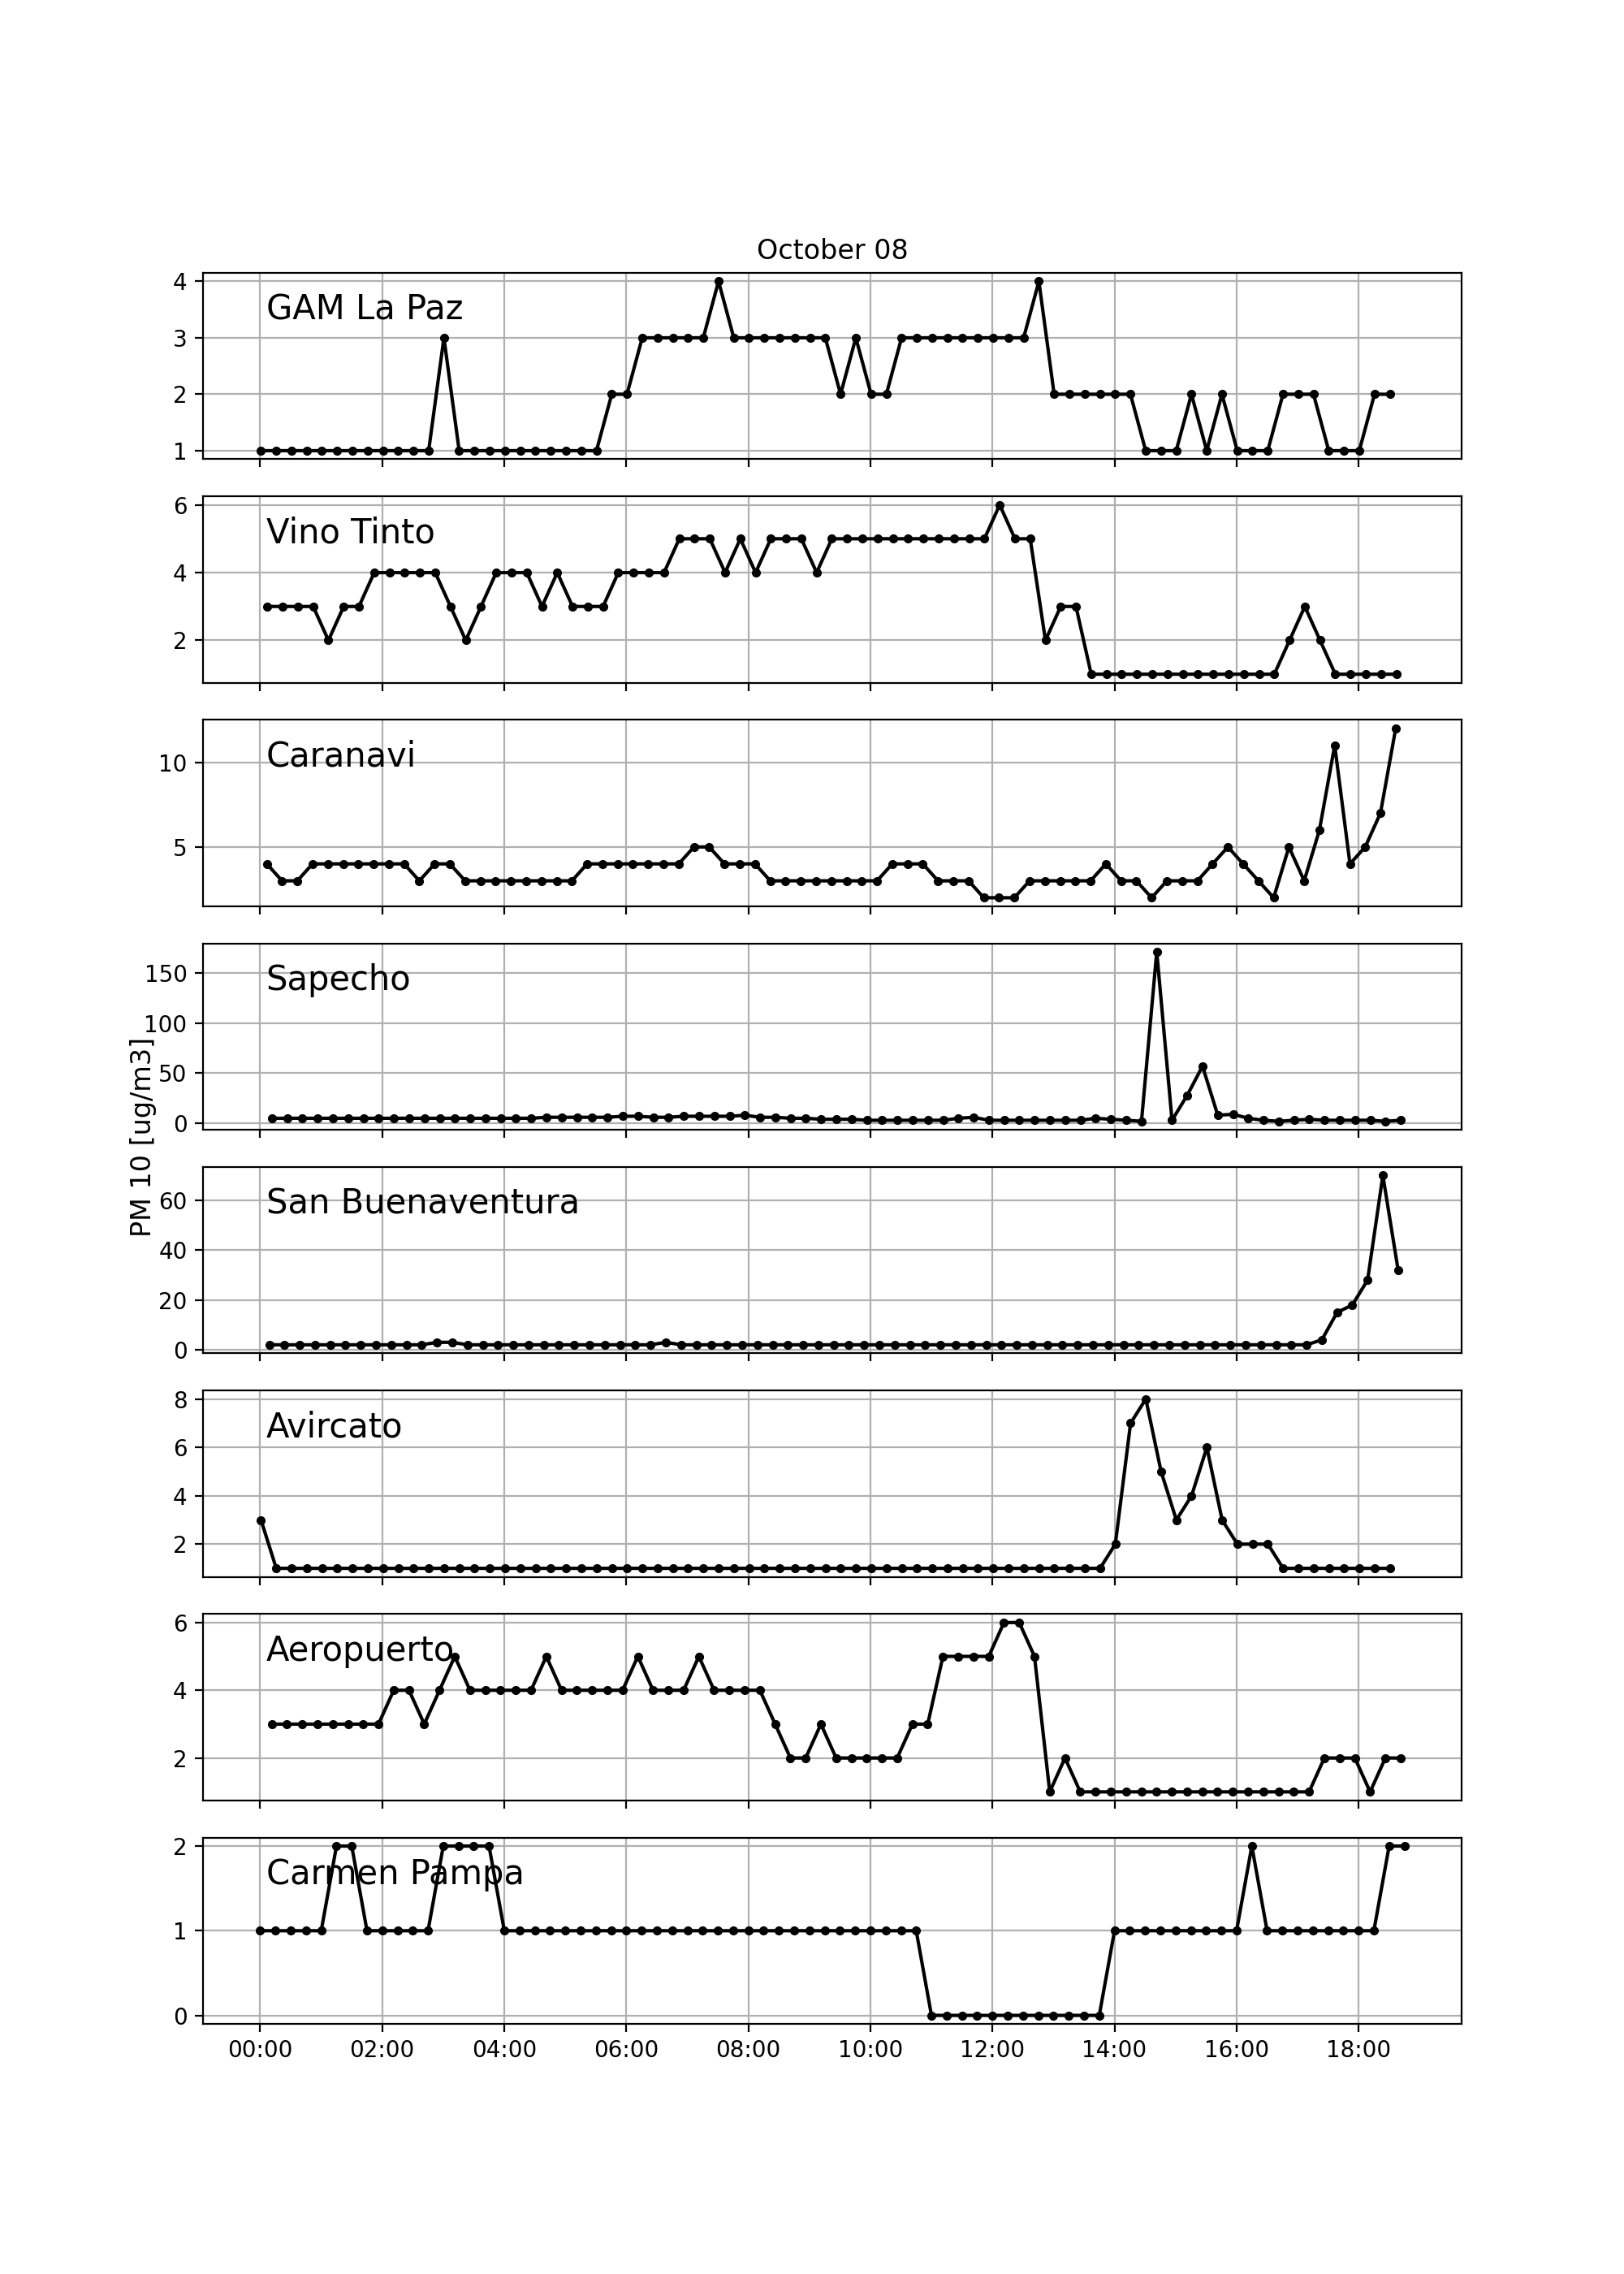 October 08
PM 10 [ug/m3]
GAM La Paz
4
3
2
1
Vino Tinto
6
4
2
Caranavi
10
5
Sapecho
150
100
50
0
San Buenaventura
60
40
20
0
Avircato
8
6
4
2
Aeropuerto
6
4
2
Carmen Pampa
2
1
0
00:00 02:00 04:00 06:00 08:00 10:00 12:00 14:00 16:00 18:00